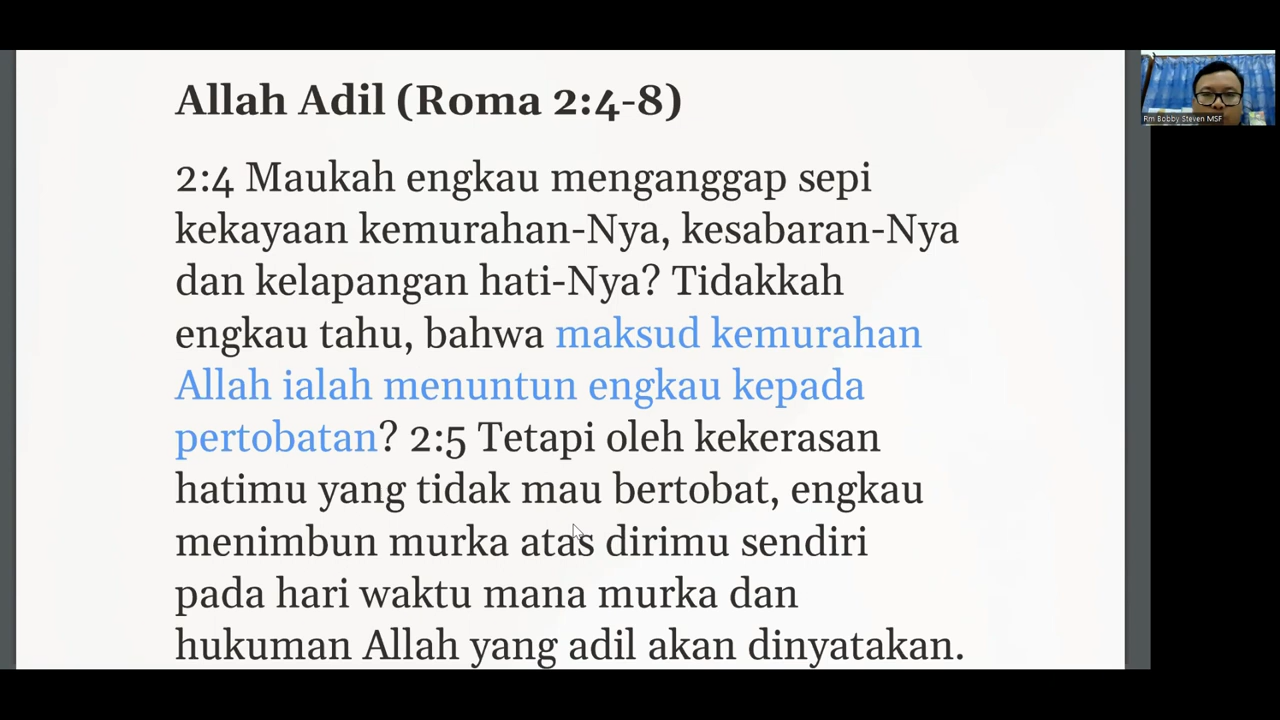 Allah Adil (Roma 2:4-8)
2:4 Maukah engkau menganggap sepi
kekayaan kemurahan-Nya, kesabaran-Nya
dan kelapangan hati-Nya? Tidakkah
engkau tahu, bahwa maksud kemurahan
Allah ialah menuntun engkau kepada
pertobatan? 2:5 Tetapi oleh kekerasan
hatimu yang tidak mau bertobat, engkau
menimbun murka atas dirimu sendiri
pada hari waktu mana murka dan
hukuman Allah yang adil akan dinyatakan.
Rm Bobby Steven MSF